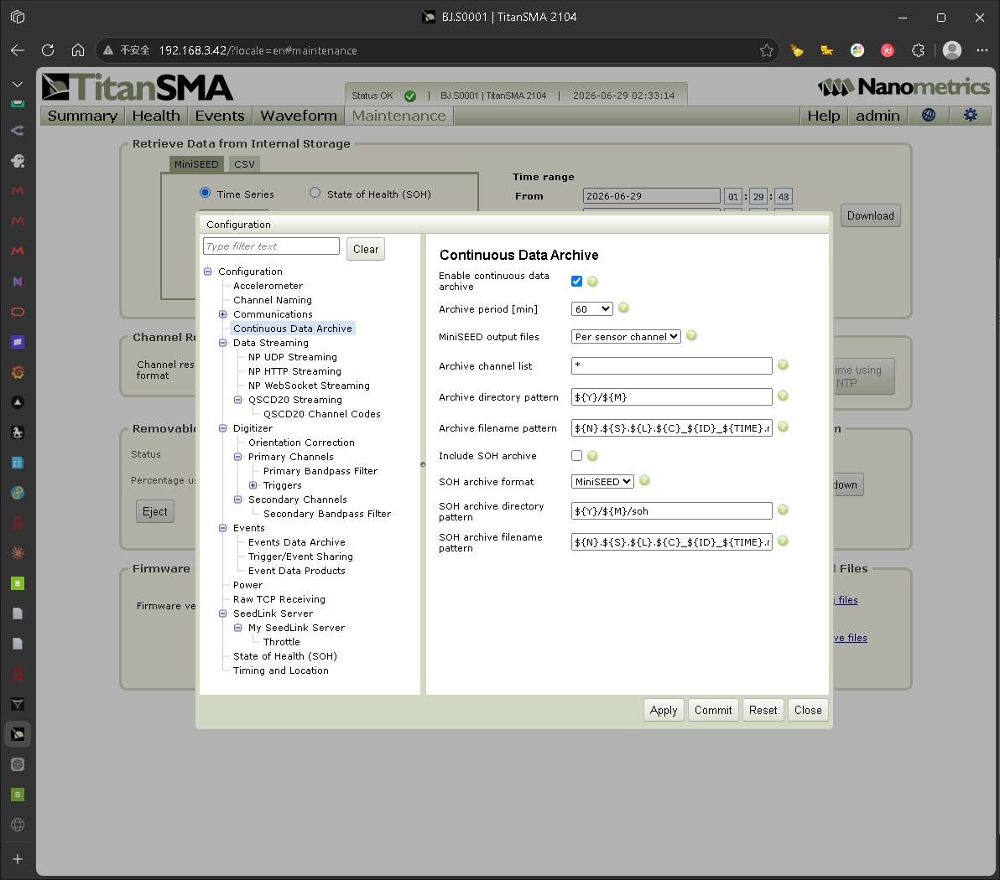 BJ.S0001 | TitanSMA 2104
不安全 192.168.3.42/?locale=en#maintenance
TitanSMA
Status OK | BJ.S0001 | TitanSMA 2104 | 2026-06-29 02:33:14
Nanometrics
Summary Health Events Waveform Maintenance Help admin
Retrieve Data from Internal Storage
MiniSEED CSV
Time Series State of Health (SOH)
Time range
From 2026-06-29 01 : 29 : 48
Download
Configuration
Type filter text Clear
Configuration
Accelerometer
Channel Naming
Communications
Continuous Data Archive
Data Streaming
NP UDP Streaming
NP HTTP Streaming
NP WebSocket Streaming
QSCD20 Streaming
QSCD20 Channel Codes
Digitizer
Orientation Correction
Primary Channels
Primary Bandpass Filter
Triggers
Secondary Channels
Secondary Bandpass Filter
Events
Events Data Archive
Trigger/Event Sharing
Event Data Products
Power
Raw TCP Receiving
SeedLink Server
My SeedLink Server
Throttle
State of Health (SOH)
Timing and Location
Continuous Data Archive
Enable continuous data
archive
Archive period [min] 60
MiniSEED output files Per sensor channel
Archive channel list *
Archive directory pattern ${Y}/${M}
Archive filename pattern ${N}.${S}.${L}.${C}_${ID}_${TIME}.
Include SOH archive
SOH archive format MiniSEED
SOH archive directory
pattern ${Y}/${M}/soh
SOH archive filename
pattern ${N}.${S}.${L}.${C}_${ID}_${TIME}.
Apply Commit Reset Close
Channel Re
Channel res
format
ime using
NTP
Removable
Status
Percentage us
Eject
n
down
Firmware
Firmware ve
Files
files
ve files